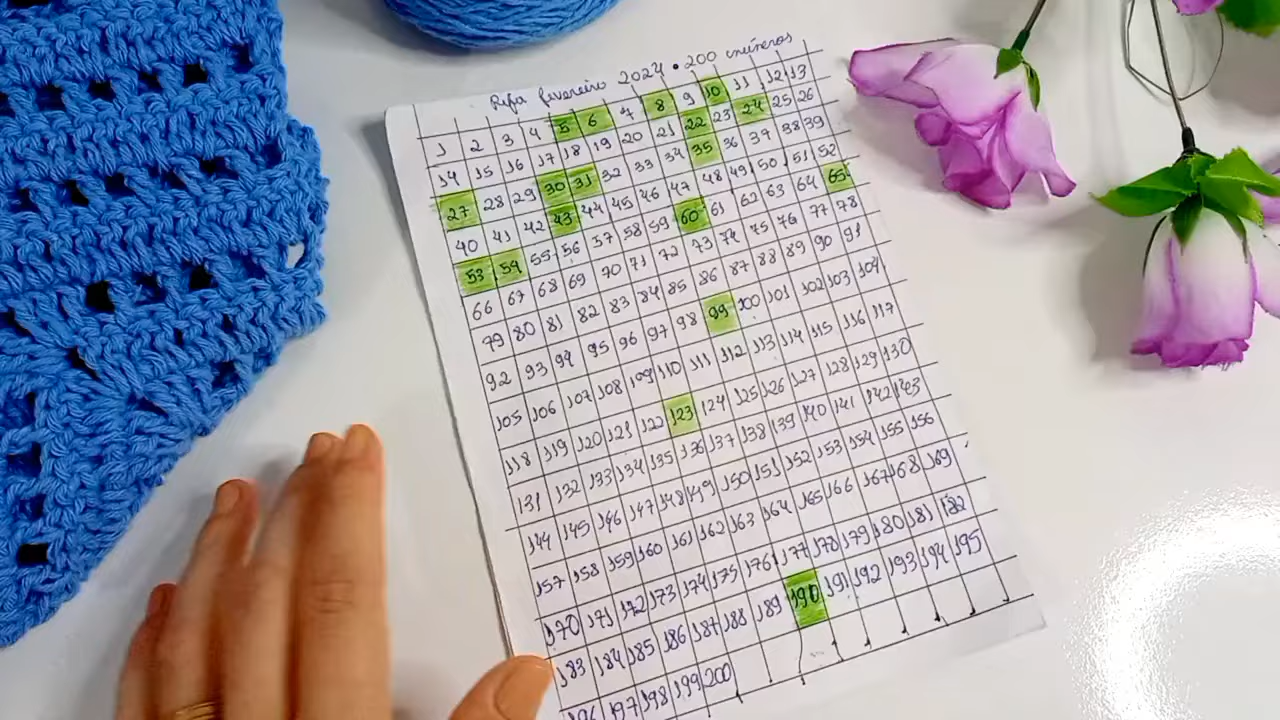 Rifa fevereiro 2024 • 200 números
1 2 3 4 5 6 7 8 9 10 11 12 13
14 15 16 17 18 19 20 21 22 23 24 25 26
27 28 29 30 31 32 33 34 35 36 37 38 39
40 41 42 43 44 45 46 47 48 49 50 51 52
53 54 55 56 57 58 59 60 61 62 63 64 65
66 67 68 69 70 71 72 73 74 75 76 77 78
79 80 81 82 83 84 85 86 87 88 89 90 91
92 93 94 95 96 97 98 99 100 101 102 103 104
105 106 107 108 109 110 111 112 113 114 115 116 117
118 119 120 121 122 123 124 125 126 127 128 129 130
131 132 133 134 135 136 137 138 139 140 141 142 143
144 145 146 147 148 149 150 151 152 153 154 155 156
157 158 159 160 161 162 163 164 165 166 167 168 169
170 171 172 173 174 175 176 177 178 179 180 181 182
183 184 185 186 187 188 189 190 191 192 193 194 195
196 197 198 199 200